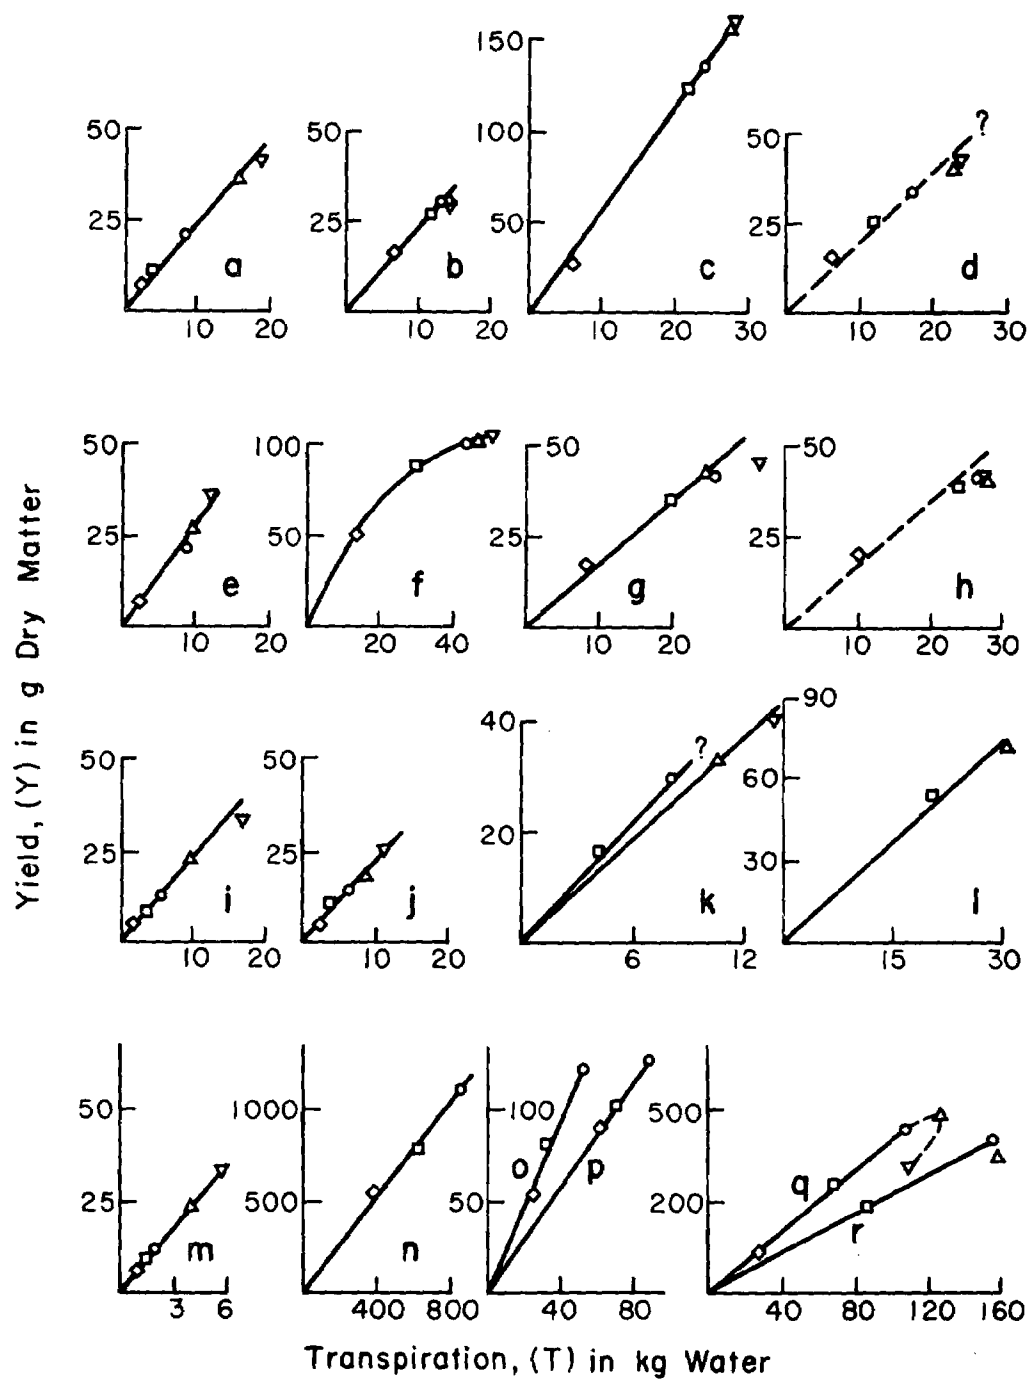 Yield, (Y) in g Dry Matter
50
25
a
10 20
50
25
b
10 20
150
100
50
c
10 20 30
?
50
25
d
10 20 30
50
25
e
10 20
100
50
f
20 40
50
25
g
10 20
50
25
h
10 20 30
50
25
i
10 20
50
25
j
10 20
40
20
?
k
6 12
90
60
30
l
15 30
50
25
m
3 6
1000
500
n
400 800
100
50
o p
40 80
500
200
q
r
40 80 120 160
Transpiration, (T) in kg Water